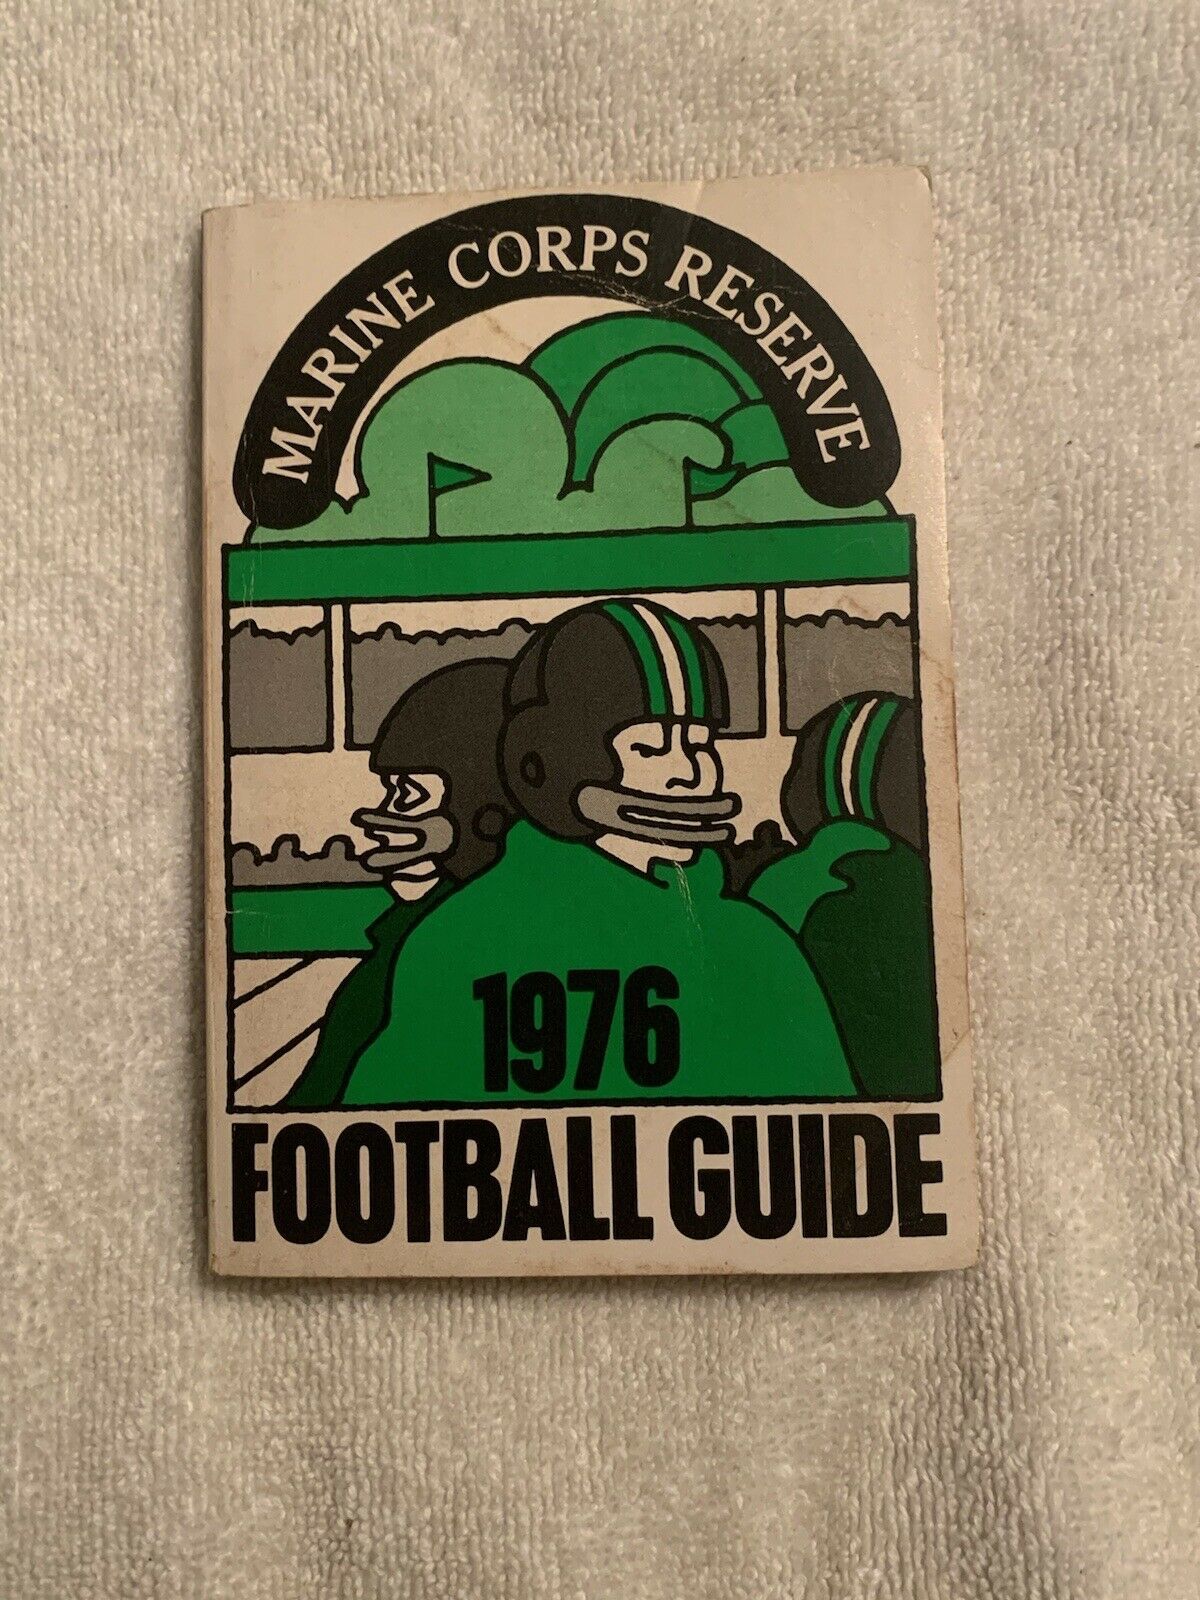 MARINE CORPS RESERVE
1976
FOOTBALL GUIDE